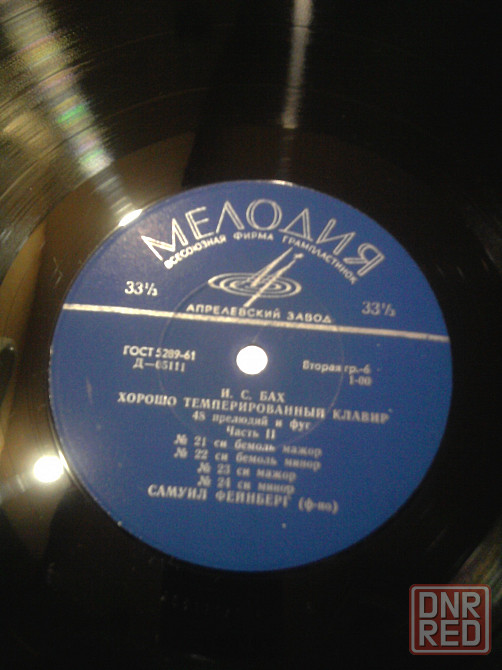 МЕЛОДИЯ
ВСЕСОЮЗНАЯ ФИРМА ГРАМПЛАСТИНОК
33⅓ 33⅓
АПРЕЛЕВСКИЙ ЗАВОД
ГОСТ 5289-61 Вторая гр.-6
Д—05111 1-00
И. С. БАХ
ХОРОШО ТЕМПЕРИРОВАННЫЙ КЛАВИР
48 прелюдий и фуг
Часть II
№ 21 си бемоль мажор
№ 22 си бемоль минор
№ 23 си мажор
№ 24 си минор
САМУИЛ ФЕЙНБЕРГ (ф-но)
DNR
RED